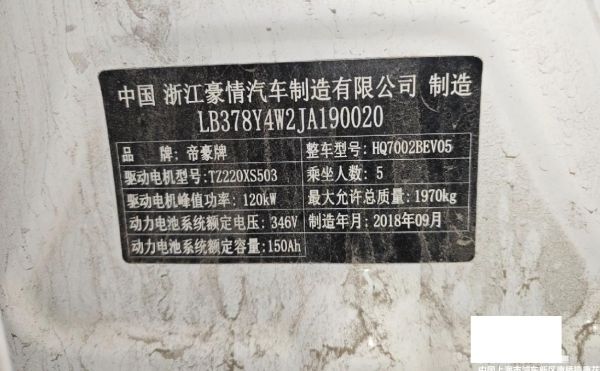 中国 浙江豪情汽车制造有限公司 制造
LB378Y4W2JA190020
品 牌: 帝豪牌 整车型号: HQ7002BEV05
驱动电机型号: TZ220XS503 乘坐人数: 5
驱动电机峰值功率: 120kW 最大允许总质量: 1970kg
动力电池系统额定电压: 346V 制造年月: 2018年09月
动力电池系统额定容量: 150Ah